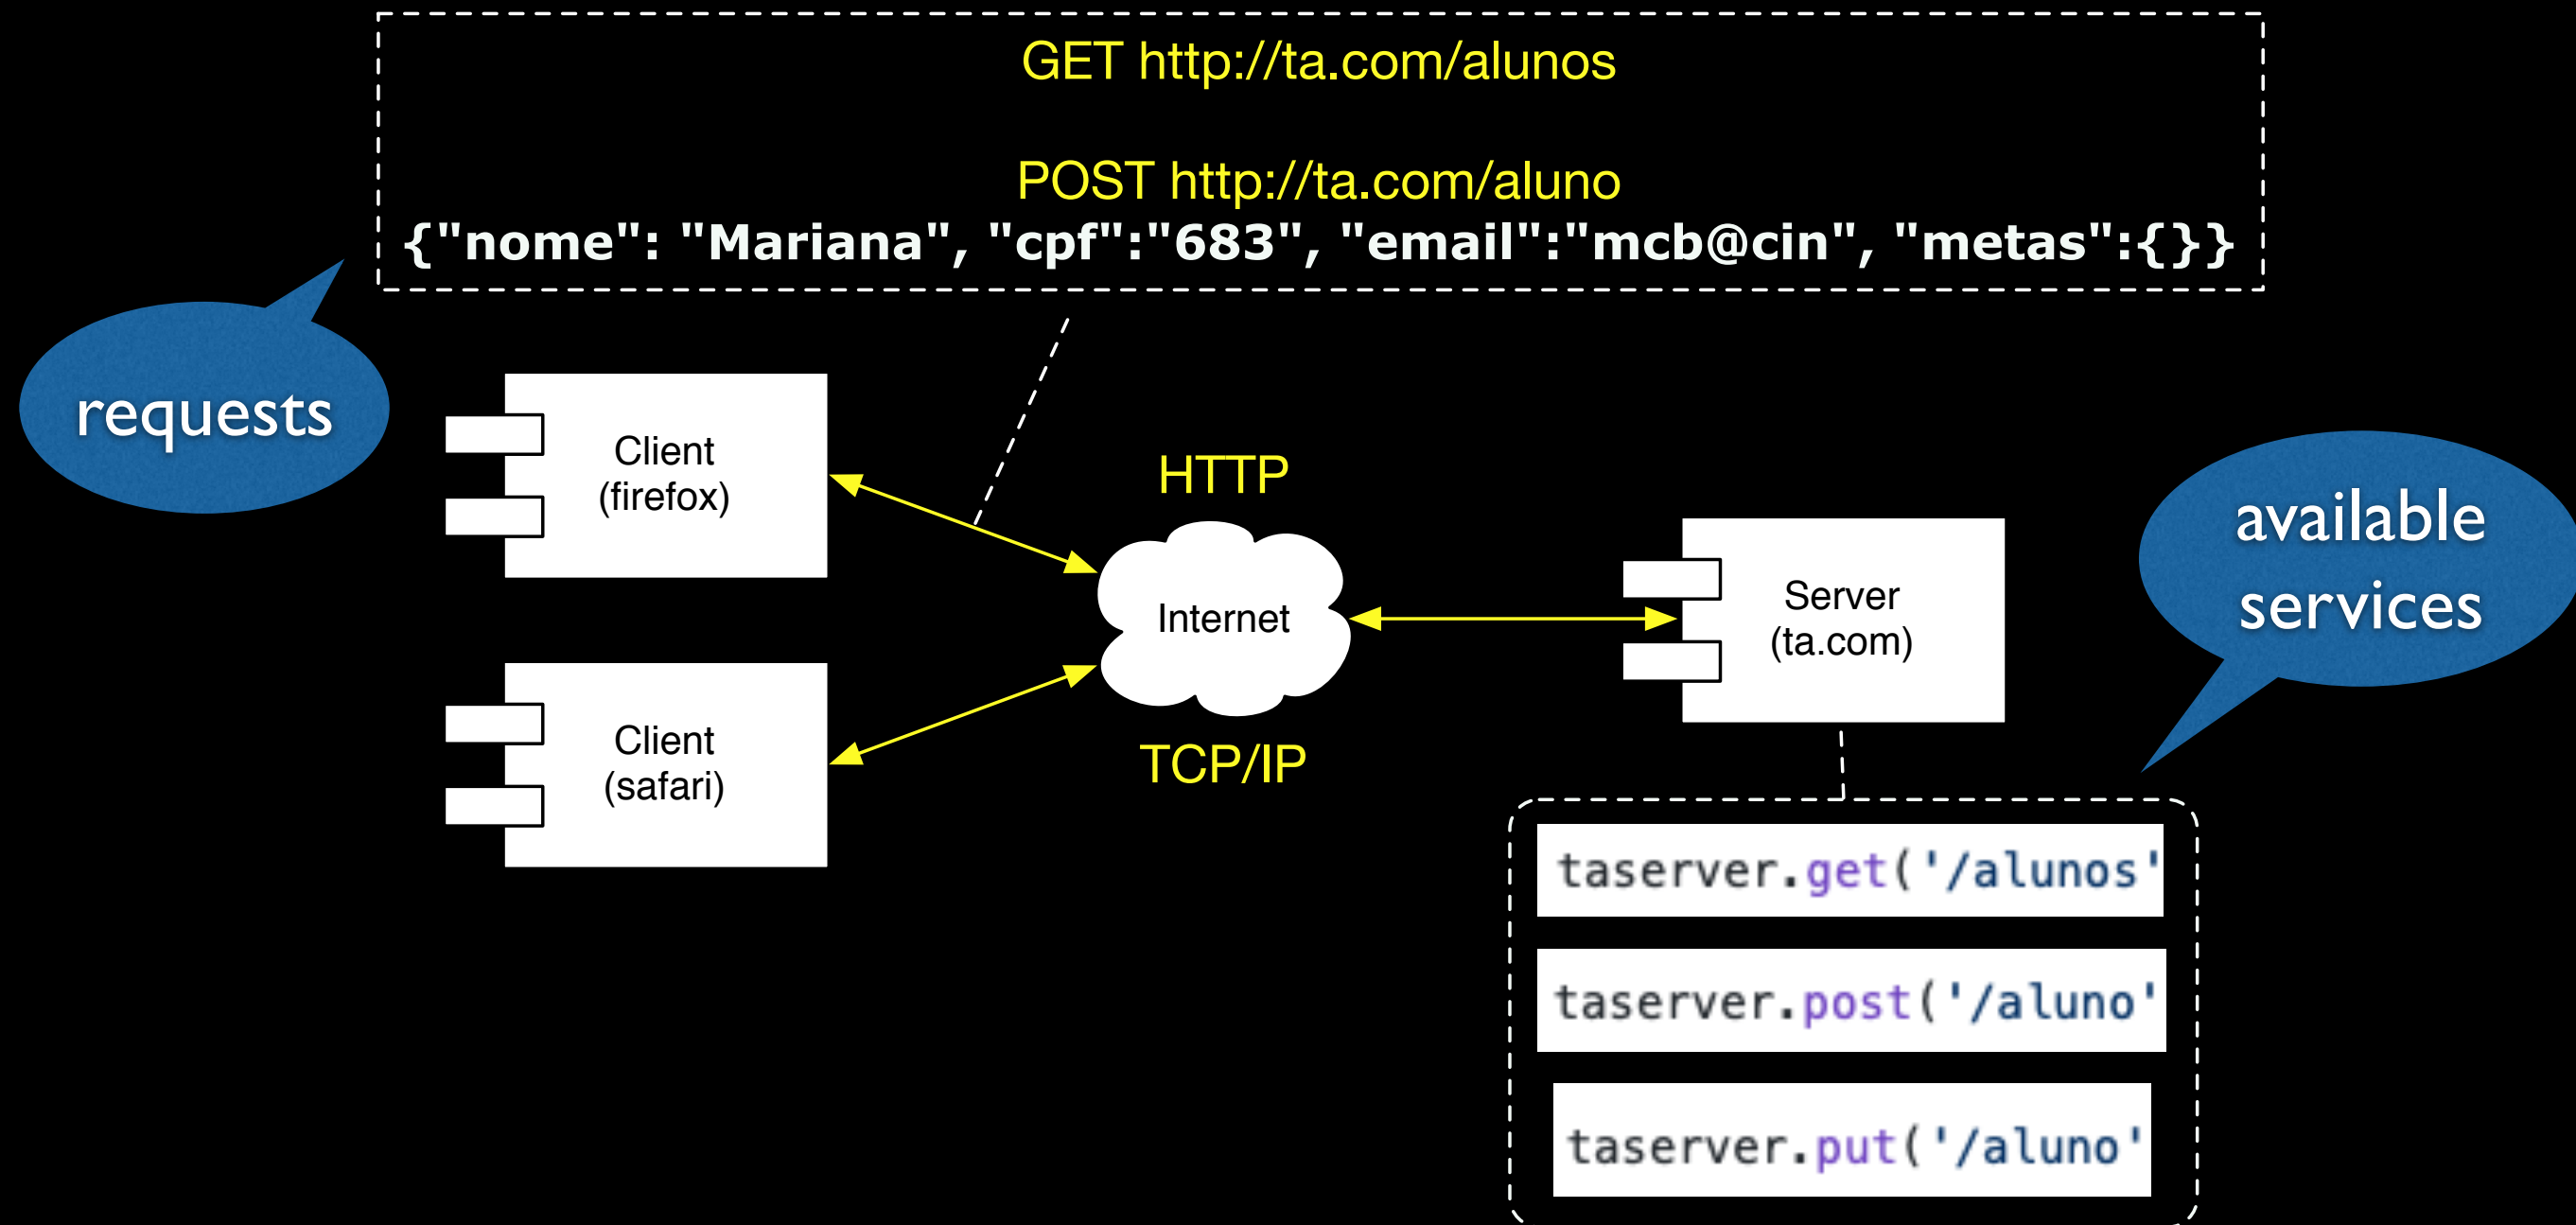 GET http://ta.com/alunos
POST http://ta.com/aluno
{"nome": "Mariana", "cpf":"683", "email":"mcb@cin", "metas":{}}
requests
Client
(firefox)
HTTP
Internet
TCP/IP
Client
(safari)
Server
(ta.com)
available
services
taserver.get('/alunos'
taserver.post('/aluno'
taserver.put('/aluno'